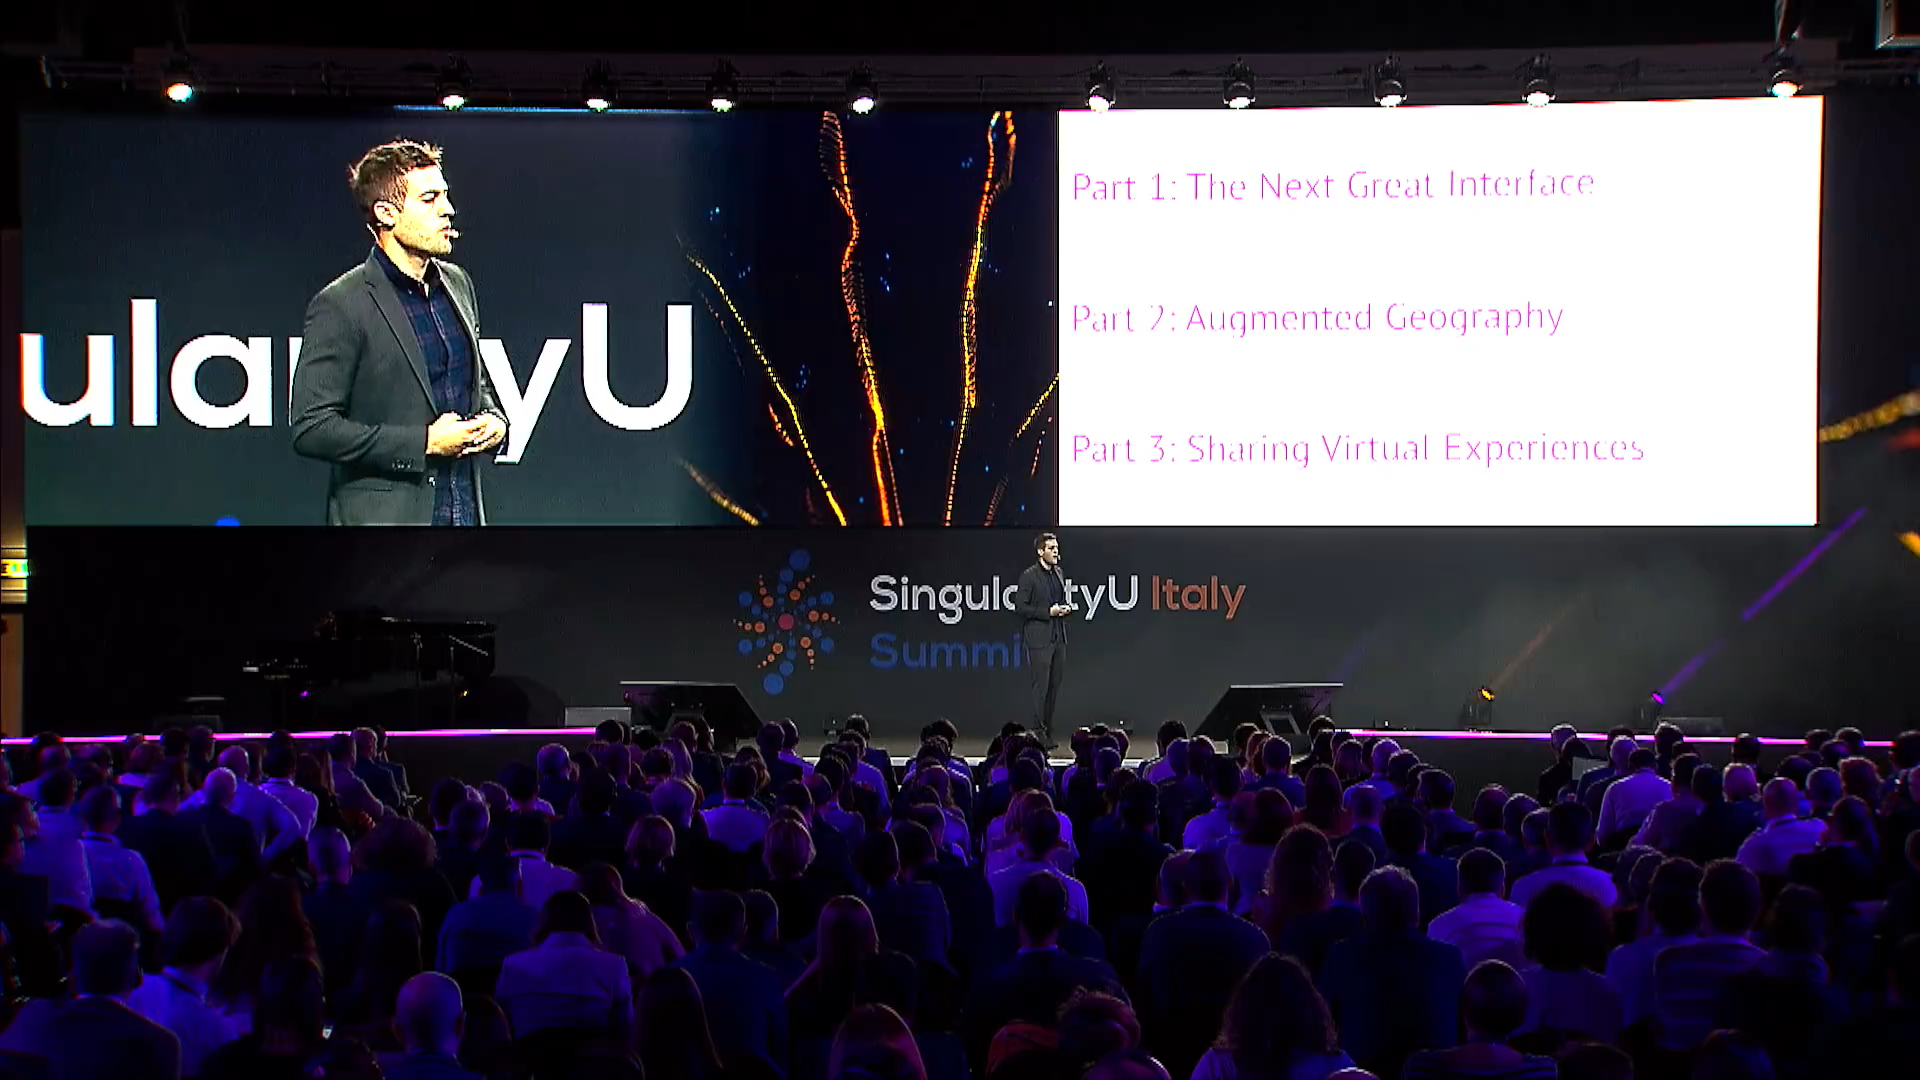 ula yU
Part 1: The Next Great Interface
Part 2: Augmented Geography
Part 3: Sharing Virtual Experiences
Singula tyU Italy
Summi